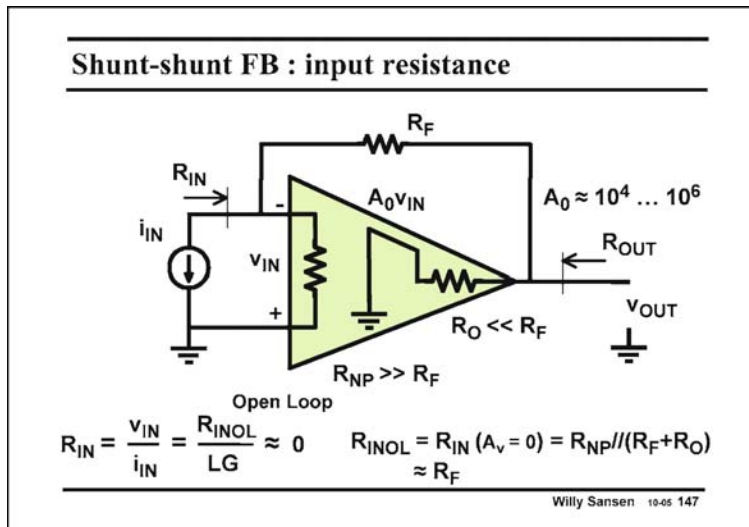 Shunt-shunt FB : input resistance
R_F
R_IN
A_0v_IN
A_0 ≈ 10^4 … 10^6
-
i_IN
v_IN
R_OUT
+
v_OUT
R_O << R_F
R_NP >> R_F
Open Loop
R_IN = v_IN / i_IN = R_INOL / LG ≈ 0
R_INOL = R_IN (A_v = 0) = R_NP//(R_F+R_O)
≈ R_F
Willy Sansen 10-05 147